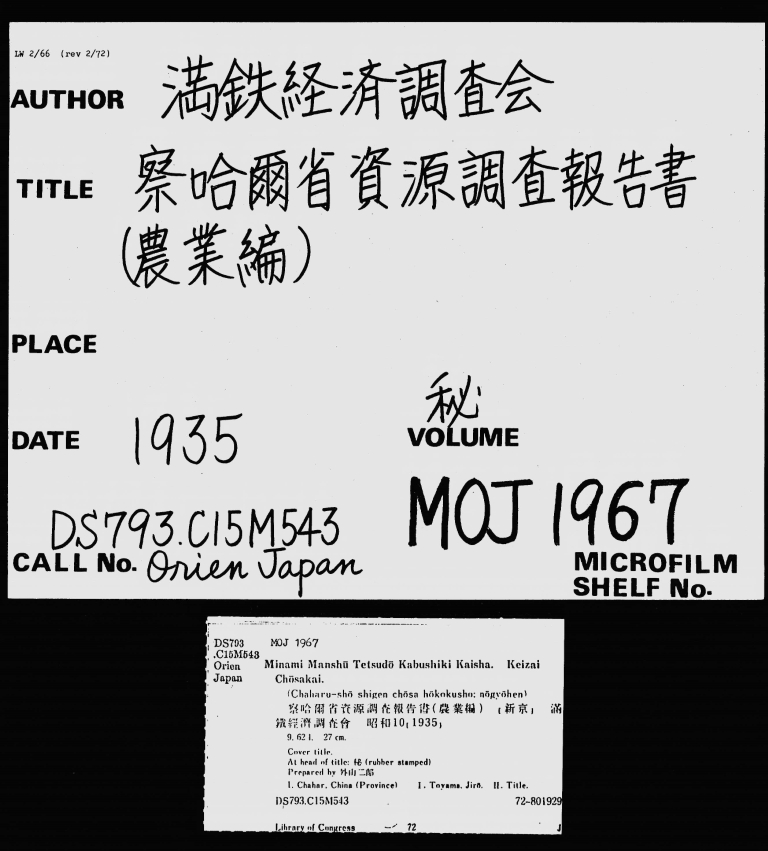 LW 2/66 (rev 2/72)
AUTHOR 満鉄経済調査会
TITLE 察哈爾省資源調査報告書
(農業編)
PLACE
秘
DATE 1935 VOLUME
MOJ 1967
DS793.C15M543
CALL No. Orien Japan
MICROFILM
SHELF No.
DS793 MOJ 1967
.C15M543
Orien Minami Manshū Tetsudō Kabushiki Kaisha. Keizai
Japan Chōsakai.
(Chaharu-shō shigen chōsa hōkokusho: nōgyōhen)
察哈爾省資源調査報告書(農業編) [新京] 滿
鐵經濟調査會 昭和10[1935]
9, 62 l. 27 cm.
Cover title.
At head of title: 秘 (rubber stamped)
Prepared by 外山二郎
1. Chahar, China (Province) I. Toyama, Jirō. II. Title.
DS793.C15M543 72-801929
Library of Congress 72 J